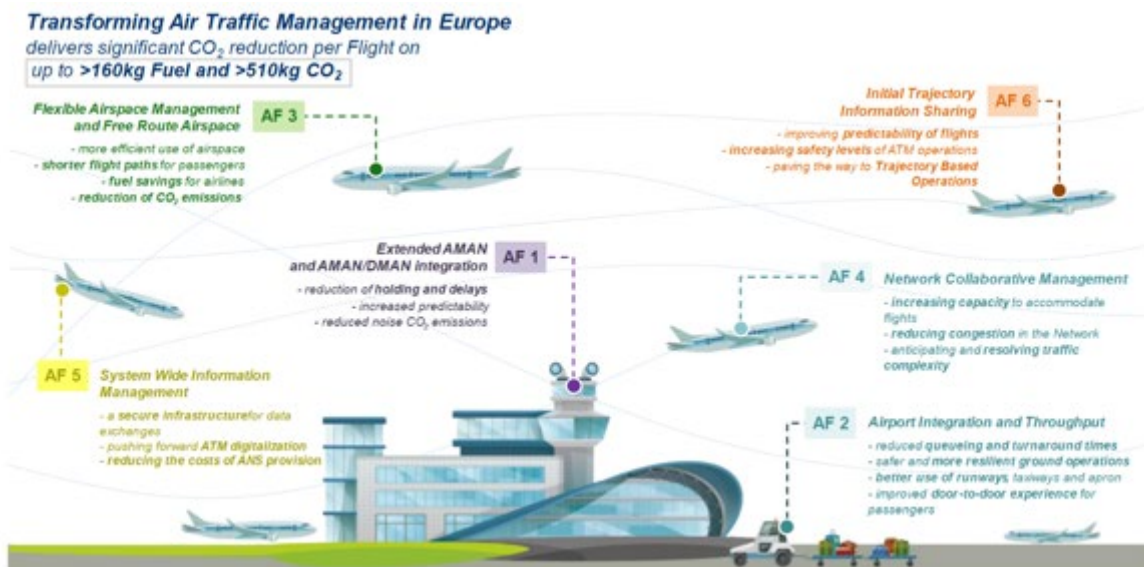 Transforming Air Traffic Management in Europe
delivers significant CO₂ reduction per Flight on
up to >160kg Fuel and >510kg CO₂
Flexible Airspace Management
and Free Route Airspace
AF 3
- more efficient use of airspace
- shorter flight paths for passengers
- fuel savings for airlines
- reduction of CO₂ emissions
Initial Trajectory
Information Sharing
AF 6
- improving predictability of flights
- increasing safety levels of ATM operations
- paving the way to Trajectory Based
Operations
Extended AMAN
and AMAN/DMAN integration
AF 1
- reduction of holding and delays
- increased predictability
- reduced noise CO₂ emissions
AF 4
Network Collaborative Management
- increasing capacity to accommodate
flights
- reducing congestion in the Network
- anticipating and resolving traffic
complexity
AF 5
System Wide Information
Management
- a secure infrastructurefor data
exchanges
- pushing forward ATM digitalization
- reducing the costs of ANS provision
AF 2
Airport Integration and Throughput
- reduced queueing and turnaround times
- safer and more resilient ground operations
- better use of runways, taxiways and apron
- improved door-to-door experience for
passengers